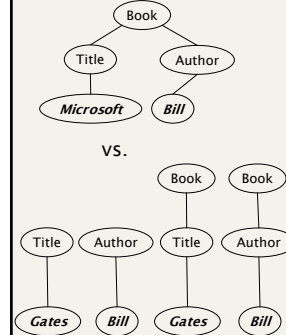 Book
Title Author
Microsoft Bill
vs.
Book Book
Title Author Title Author
Gates Bill Gates Bill